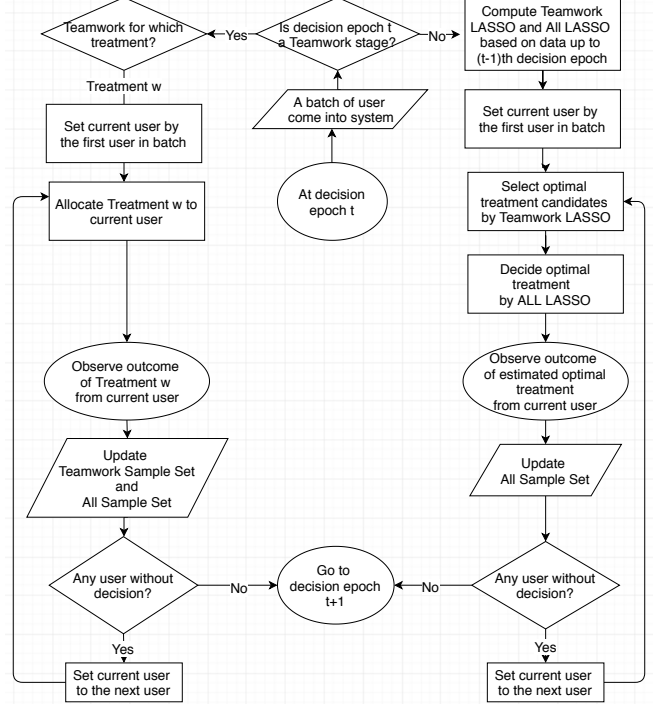 Teamwork for which
treatment?
Yes
Is decision epoch t
a Teamwork stage?
No
Compute Teamwork
LASSO and All LASSO
based on data up to
(t-1)th decision epoch
Treatment w
A batch of user
come into system
Set current user by
the first user in batch
Set current user by
the first user in batch
At decision
epoch t
Allocate Treatment w to
current user
Select optimal
treatment candidates
by Teamwork LASSO
Decide optimal
treatment
by ALL LASSO
Observe outcome
of Treatment w
from current user
Observe outcome
of estimated optimal
treatment
from current user
Update
Teamwork Sample Set
and
All Sample Set
Update
All Sample Set
Any user without
decision?
No
Go to
decision epoch
t+1
No
Any user without
decision?
Yes
Yes
Set current user
to the next user
Set current user
to the next user